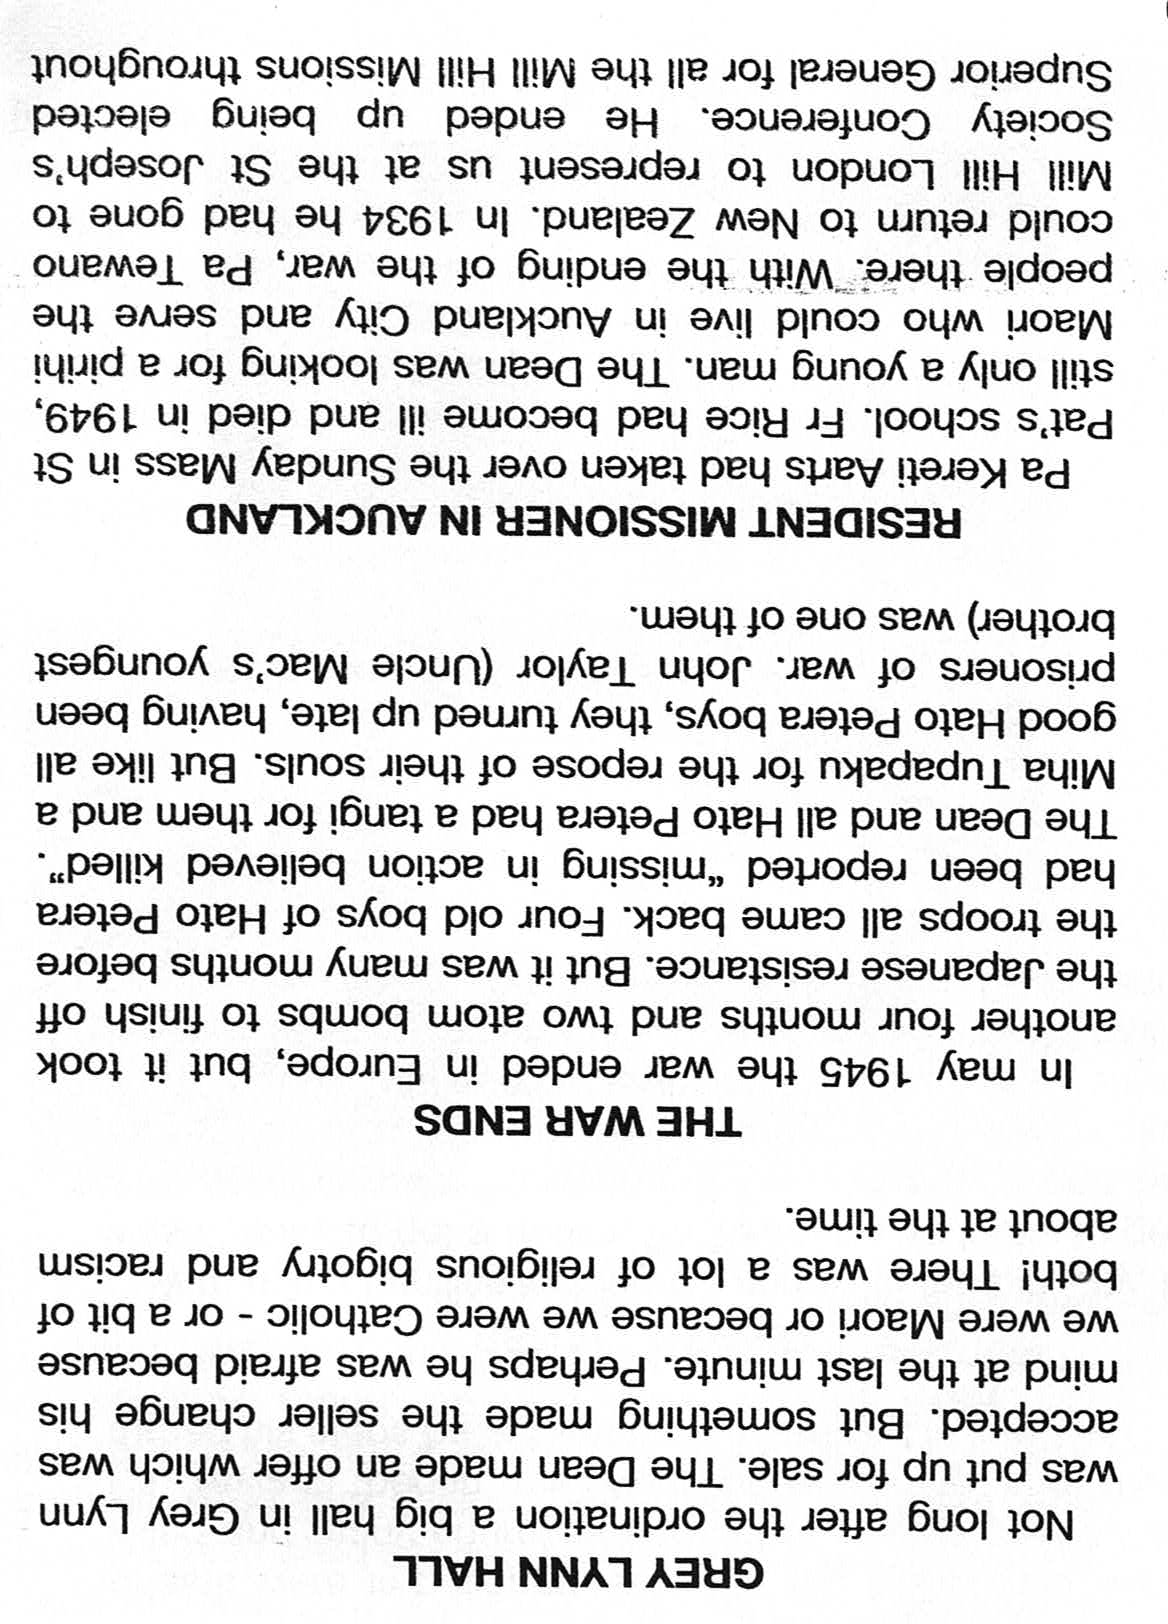 GREY LYNN HALL
Not long after the ordination a big hall in Grey Lynn
was put up for sale. The Dean made an offer which was
accepted. But something made the seller change his
mind at the last minute. Perhaps he was afraid because
we were Maori or because we were Catholic - or a bit of
both! There was a lot of religious bigotry and racism
about at the time.
THE WAR ENDS
In may 1945 the war ended in Europe, but it took
another four months and two atom bombs to finish off
the Japanese resistance. But it was many months before
the troops all came back. Four old boys of Hato Petera
had been reported “missing in action believed killed”.
The Dean and all Hato Petera had a tangi for them and a
Miha Tupapaku for the repose of their souls. But like all
good Hato Petera boys, they turned up late, having been
prisoners of war. John Taylor (Uncle Mac's youngest
brother) was one of them.
RESIDENT MISSIONER IN AUCKLAND
Pa Kereti Aarts had taken over the Sunday Mass in St
Pat's school. Fr Rice had become ill and died in 1949,
still only a young man. The Dean was looking for a pirihi
Maori who could live in Auckland City and serve the
people there. With the ending of the war, Pa Tewano
could return to New Zealand. In 1934 he had gone to
Mill Hill London to represent us at the St Joseph's
Society Conference. He ended up being elected
Superior General for all the Mill Hill Missions throughout